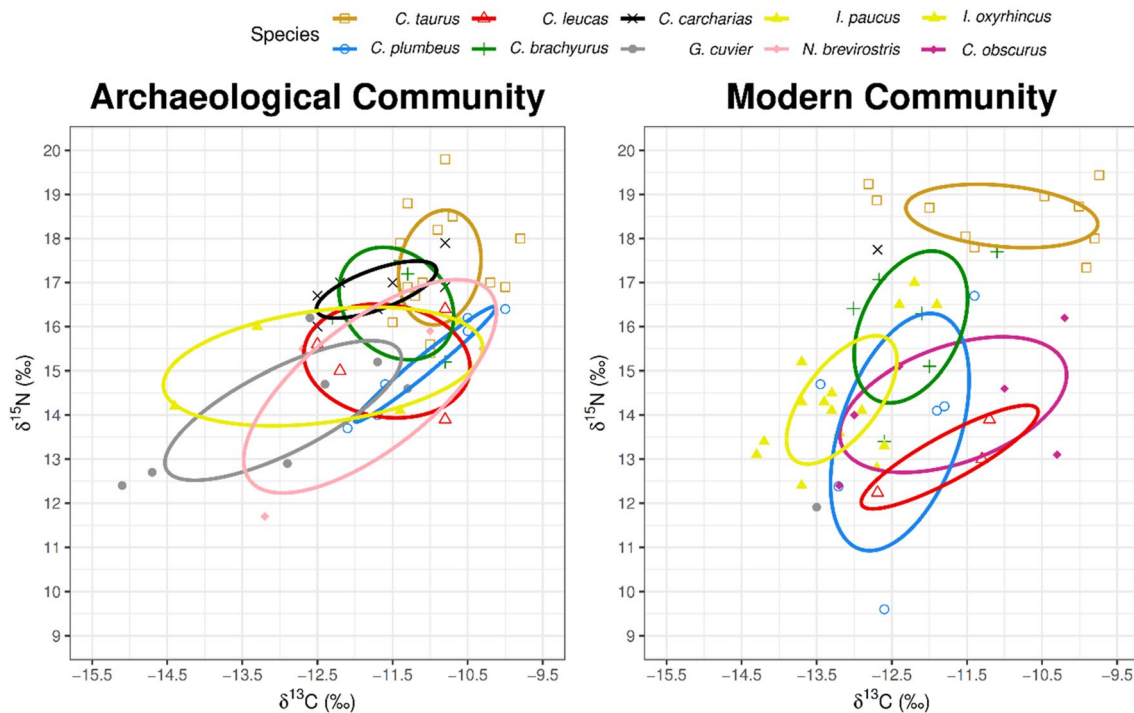 Species C. taurus C. leucas C. carcharias I. paucus I. oxyrhincus
C. plumbeus C. brachyurus G. cuvier N. brevirostris C. obscurus
Archaeological Community Modern Community
20 20
19 19
18 18
17 17
16 16
15 15
14 14
13 13
12 12
11 11
10 10
9 9
δ¹⁵N (‰) δ¹⁵N (‰)
−15.5 −14.5 −13.5 −12.5 −11.5 −10.5 −9.5 −15.5 −14.5 −13.5 −12.5 −11.5 −10.5 −9.5
δ¹³C (‰) δ¹³C (‰)